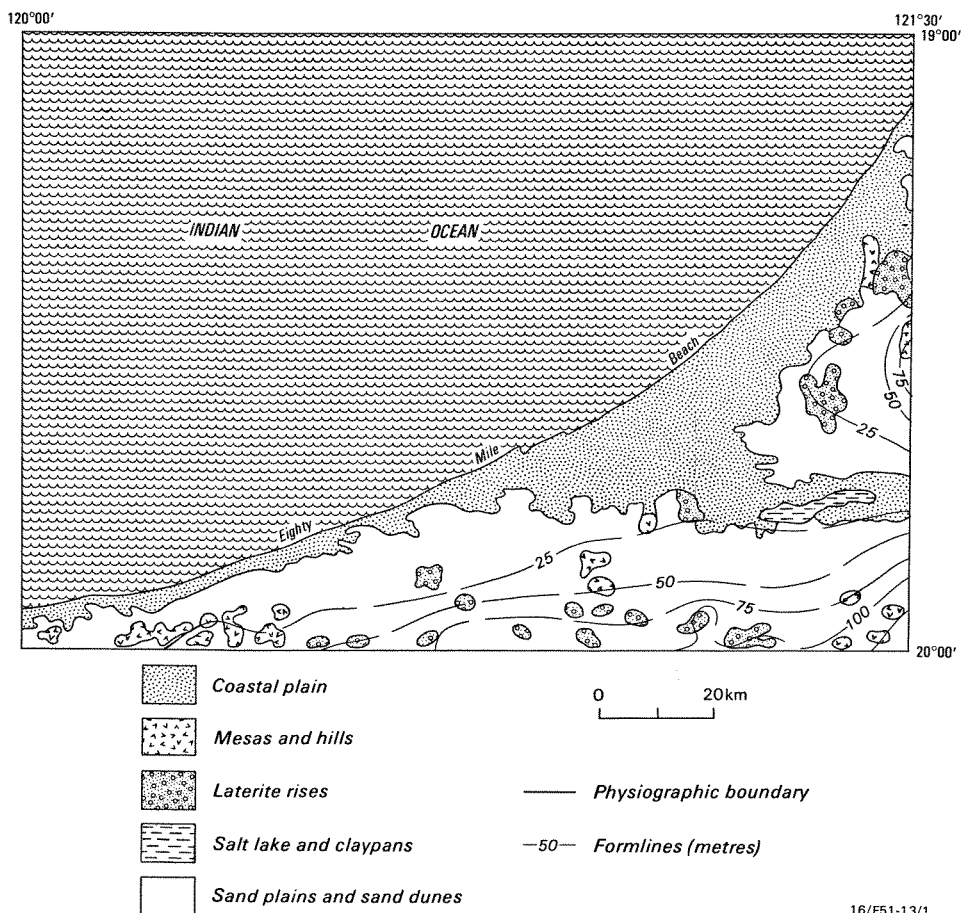 120°00'
121°30'
19°00'
INDIAN OCEAN
Beach
Mile
Eighty
75
50
25
25
50
75
100
20°00'
Coastal plain
0 20km
Mesas and hills
Laterite rises
Physiographic boundary
Salt lake and claypans
—50— Formlines (metres)
Sand plains and sand dunes
16/E51-13/1